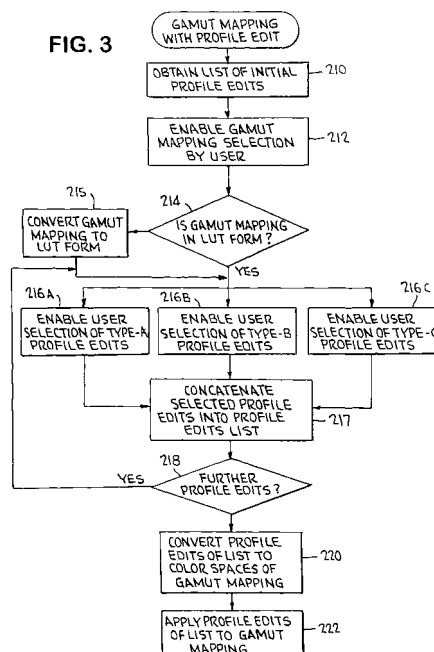 FIG. 3
GAMUT MAPPING
WITH PROFILE EDIT
OBTAIN LIST OF INITIAL
PROFILE EDITS
210
ENABLE GAMUT
MAPPING SELECTION
BY USER
212
215
CONVERT GAMUT
MAPPING TO
LUT FORM
214
IS GAMUT MAPPING
IN LUT FORM?
YES
216A
ENABLE USER
SELECTION OF TYPE-A
PROFILE EDITS
216B
ENABLE USER
SELECTION OF TYPE-B
PROFILE EDITS
216C
ENABLE USER
SELECTION OF TYPE-C
PROFILE EDITS
CONCATENATE
SELECTED PROFILE
EDITS INTO PROFILE
EDITS LIST
217
218
YES
FURTHER
PROFILE EDITS?
CONVERT PROFILE
EDITS OF LIST TO
COLOR SPACES OF
GAMUT MAPPING
220
APPLY PROFILE EDITS
OF LIST TO GAMUT
MAPPING
222